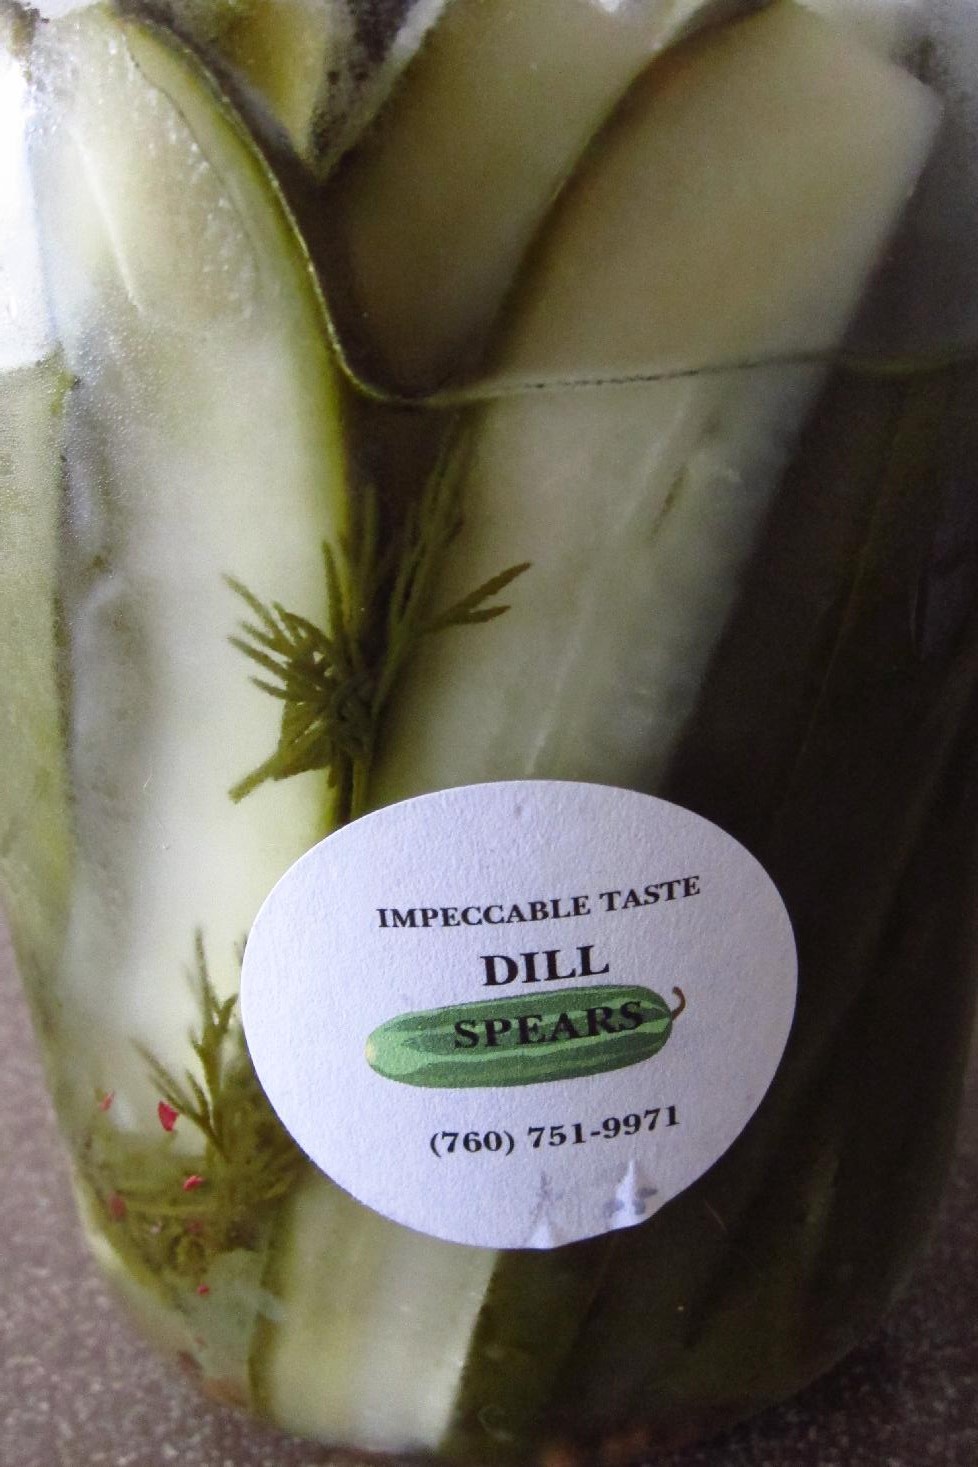 IMPECCABLE TASTE
DILL
SPEARS
(760) 751-9971